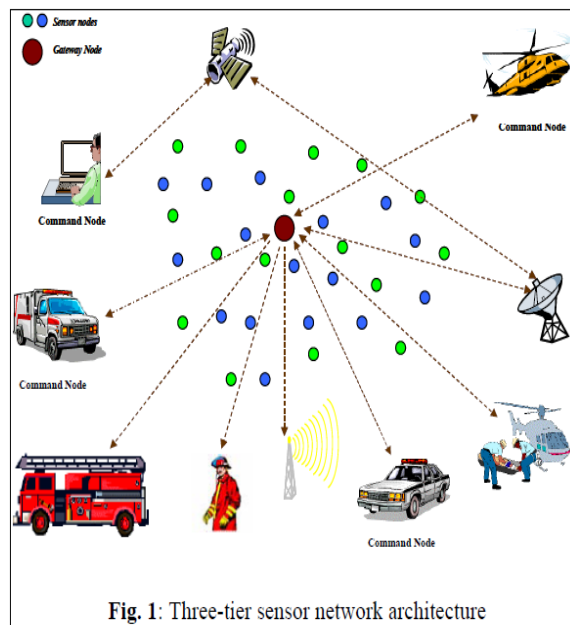 Sensor nodes
Gateway Node
Command Node
Command Node
Command Node
Command Node
Fig. 1: Three-tier sensor network architecture